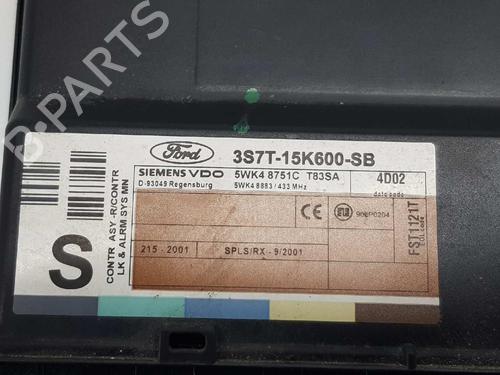 B-PARTS
Ford
3S7T-15K600-SB
SIEMENS VDO
5WK4 8751C T83SA
4D02
D-93049 Regensburg
5WK4 8883 / 433 MHz
date code
CONTR ASY -R/CONTR
LK & ALRM SYS MN
S
FST1121T
215 - 2001
SPLS/RX - 9/2001